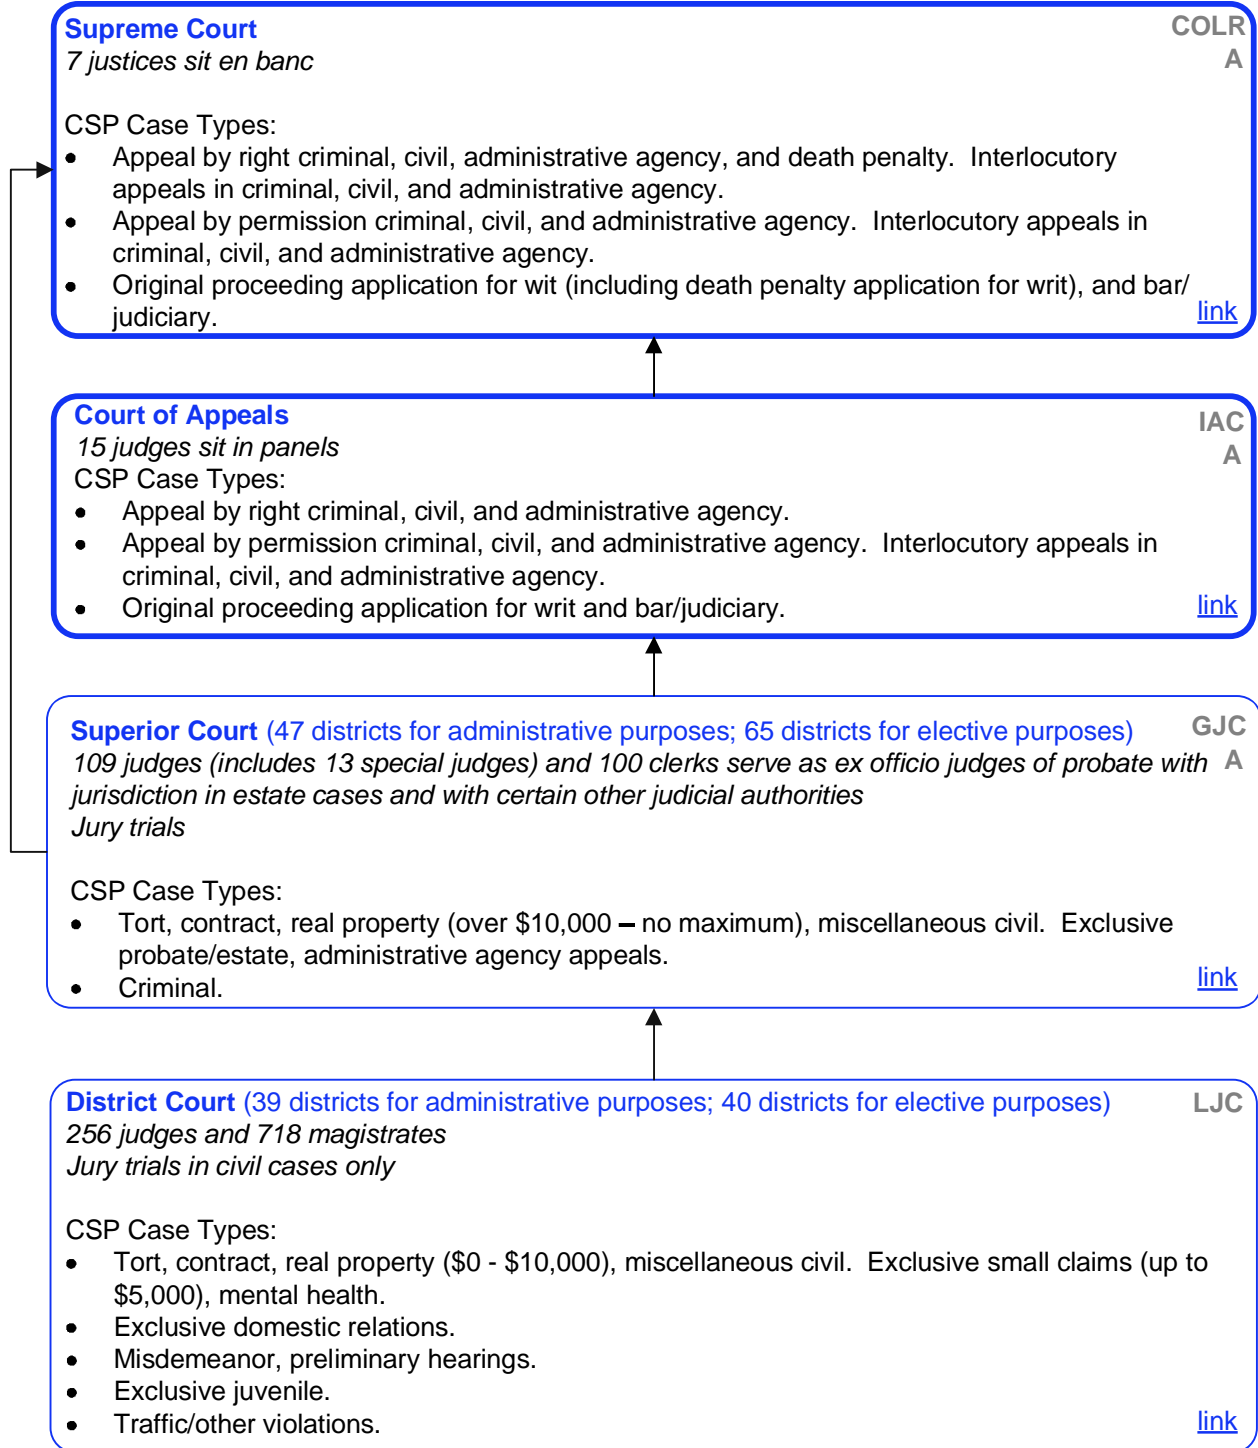 Supreme Court COLR
7 justices sit en banc A
CSP Case Types:
• Appeal by right criminal, civil, administrative agency, and death penalty. Interlocutory
appeals in criminal, civil, and administrative agency.
• Appeal by permission criminal, civil, and administrative agency. Interlocutory appeals in
criminal, civil, and administrative agency.
• Original proceeding application for wit (including death penalty application for writ), and bar/
judiciary. link
Court of Appeals IAC
15 judges sit in panels A
CSP Case Types:
• Appeal by right criminal, civil, and administrative agency.
• Appeal by permission criminal, civil, and administrative agency. Interlocutory appeals in
criminal, civil, and administrative agency.
• Original proceeding application for writ and bar/judiciary. link
Superior Court (47 districts for administrative purposes; 65 districts for elective purposes) GJC
109 judges (includes 13 special judges) and 100 clerks serve as ex officio judges of probate with A
jurisdiction in estate cases and with certain other judicial authorities
Jury trials
CSP Case Types:
• Tort, contract, real property (over $10,000 – no maximum), miscellaneous civil. Exclusive
probate/estate, administrative agency appeals.
• Criminal. link
District Court (39 districts for administrative purposes; 40 districts for elective purposes) LJC
256 judges and 718 magistrates
Jury trials in civil cases only
CSP Case Types:
• Tort, contract, real property ($0 - $10,000), miscellaneous civil. Exclusive small claims (up to
$5,000), mental health.
• Exclusive domestic relations.
• Misdemeanor, preliminary hearings.
• Exclusive juvenile.
• Traffic/other violations. link